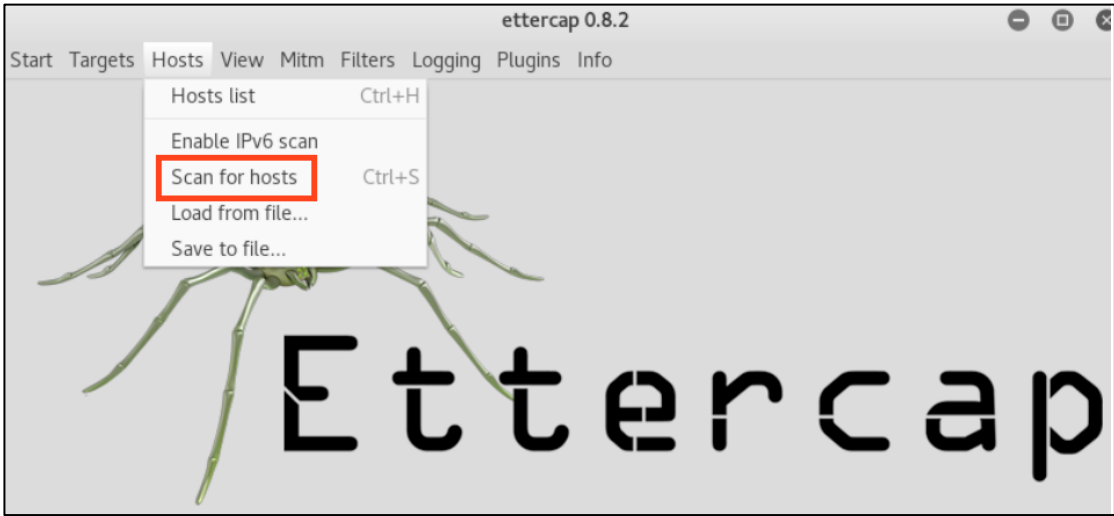 ettercap 0.8.2
Start Targets Hosts View Mitm Filters Logging Plugins Info
Hosts list Ctrl+H
Enable IPv6 scan
Scan for hosts Ctrl+S
Load from file...
Save to file...
Ettercap